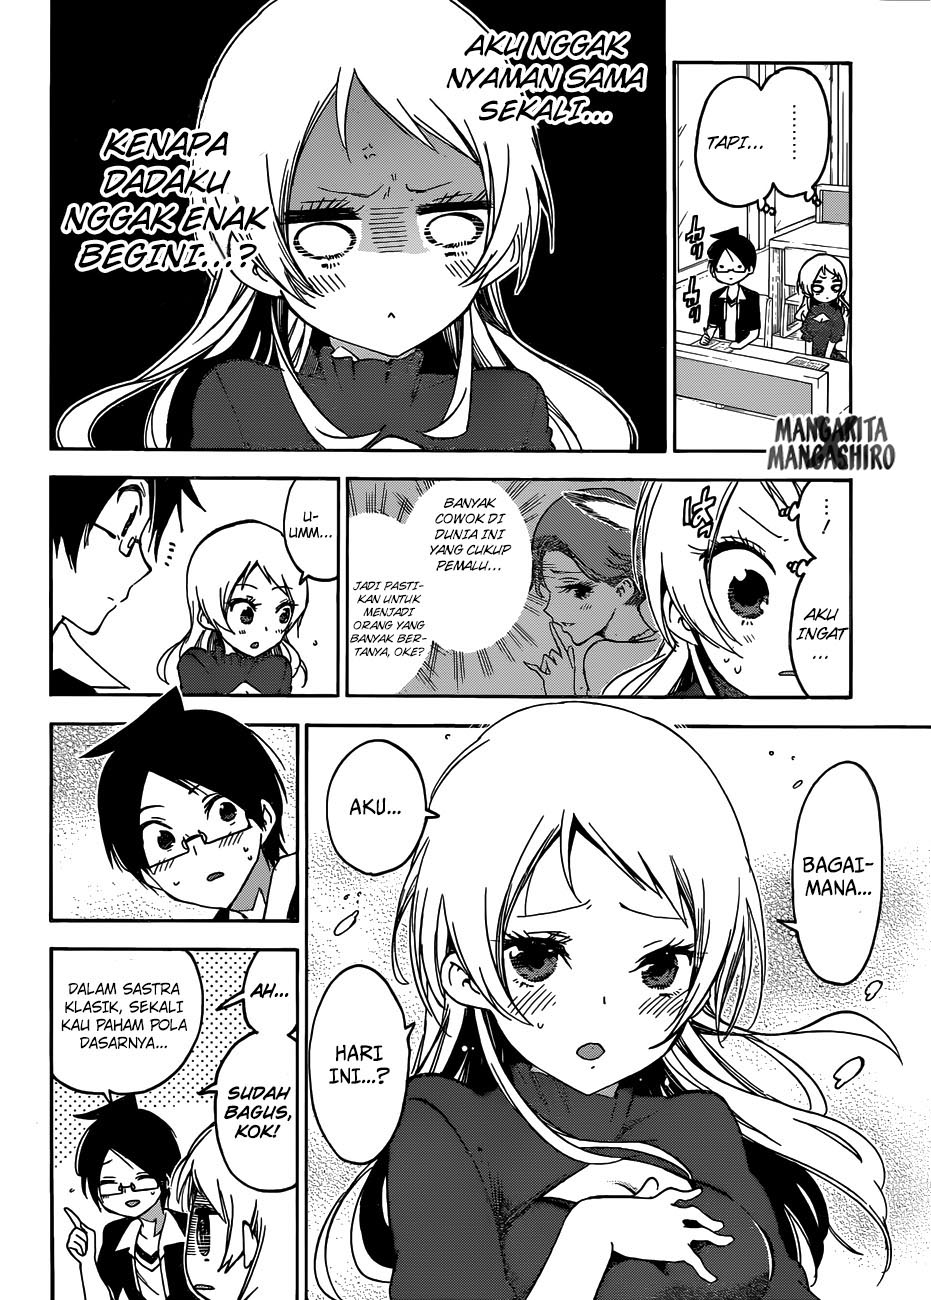 .........
TAPI...
AKU NGGAK
NYAMAN SAMA
SEKALI...
KENAPA
DADAKU
NGGAK ENAK
BEGINI...?
MANGAKITA
MANGASHIRO
...!
AKU
INGAT
...
BANYAK
COWOK DI
DUNIA INI
YANG CUKUP
PEMALU...
JADI PASTI-
KAN UNTUK
MENJADI
ORANG YANG
BANYAK BER-
TANYA, OKE?
U-
UMM...
...
BAGAI-
MANA...
AKU...
HARI
INI...?
AH...
SUDAH
BAGUS,
KOK!
DALAM SASTRA
KLASIK, SEKALI
KAU PAHAM POLA
DASARNYA...